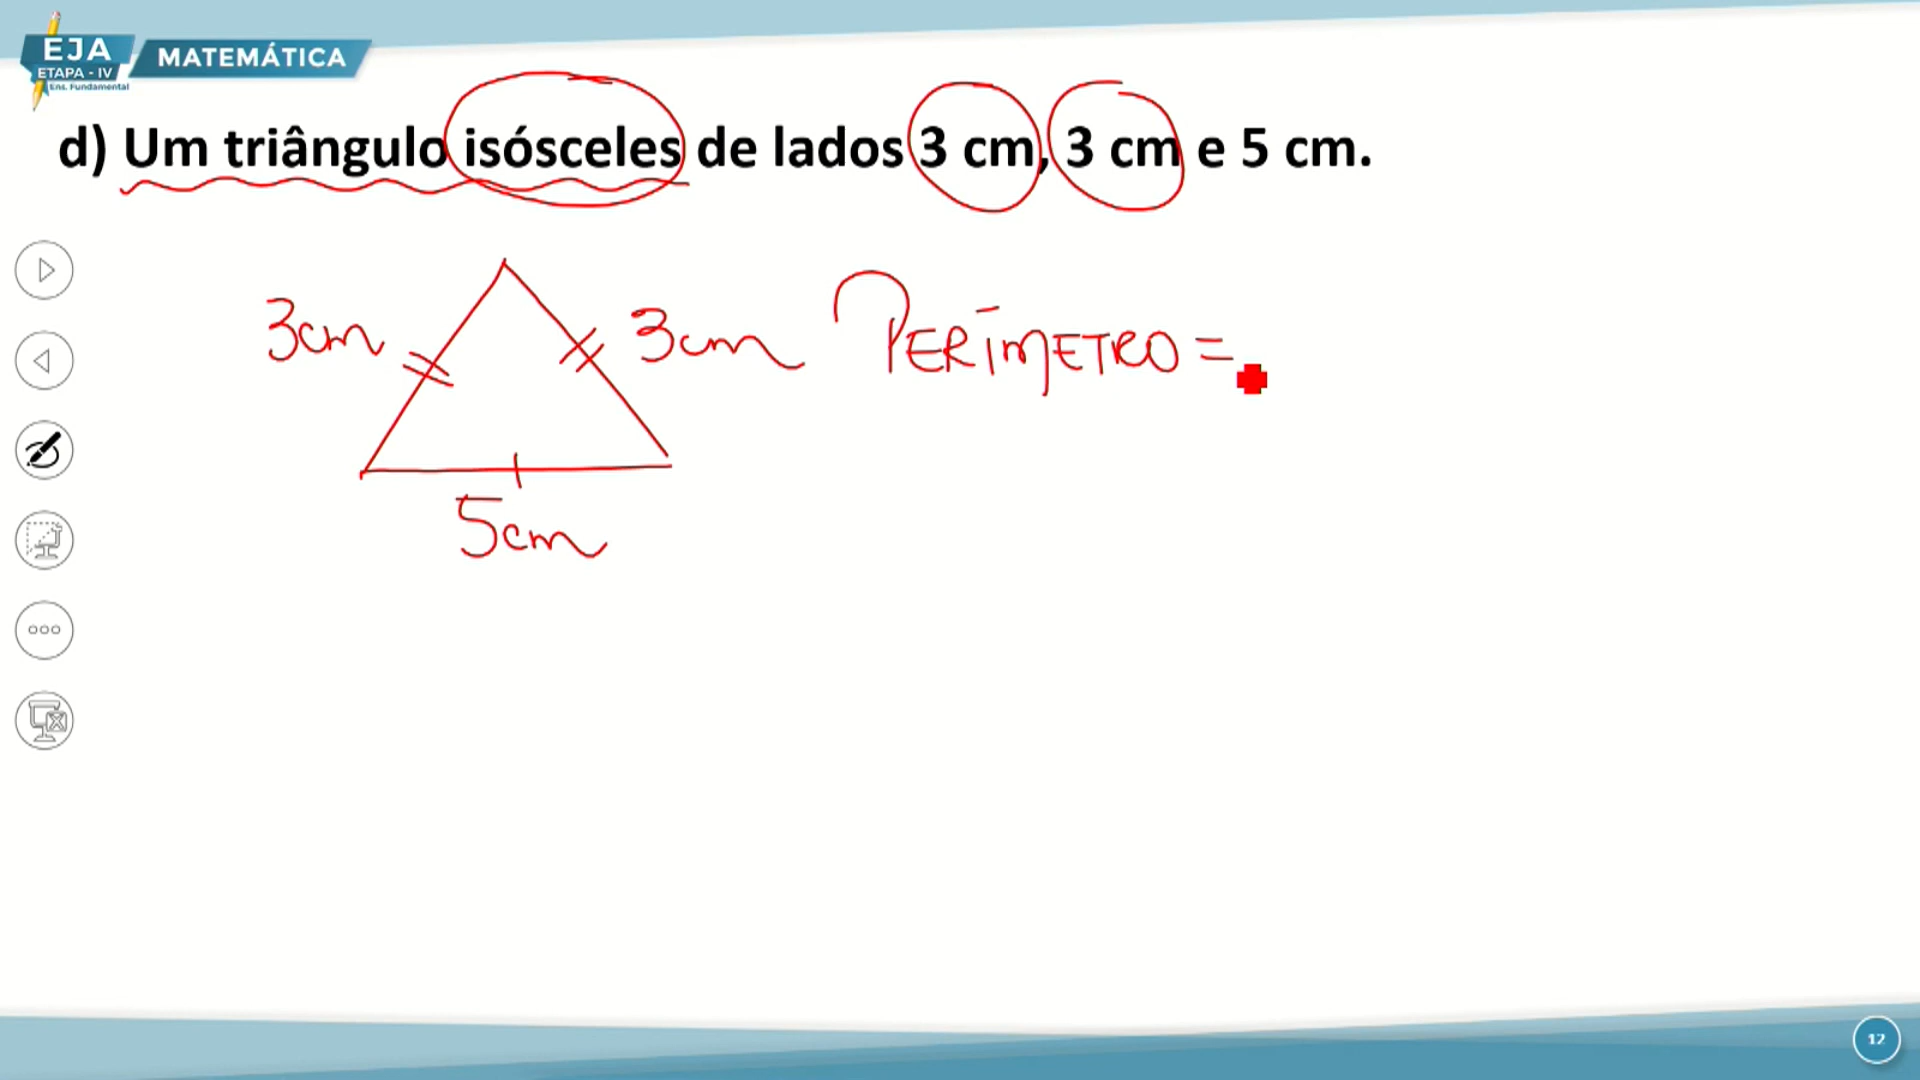 EJA
ETAPA - IV
Ens. Fundamental
MATEMÁTICA
d) Um triângulo isósceles de lados 3 cm, 3 cm e 5 cm.
3cm
3cm
PERÍMETRO =
5cm
12